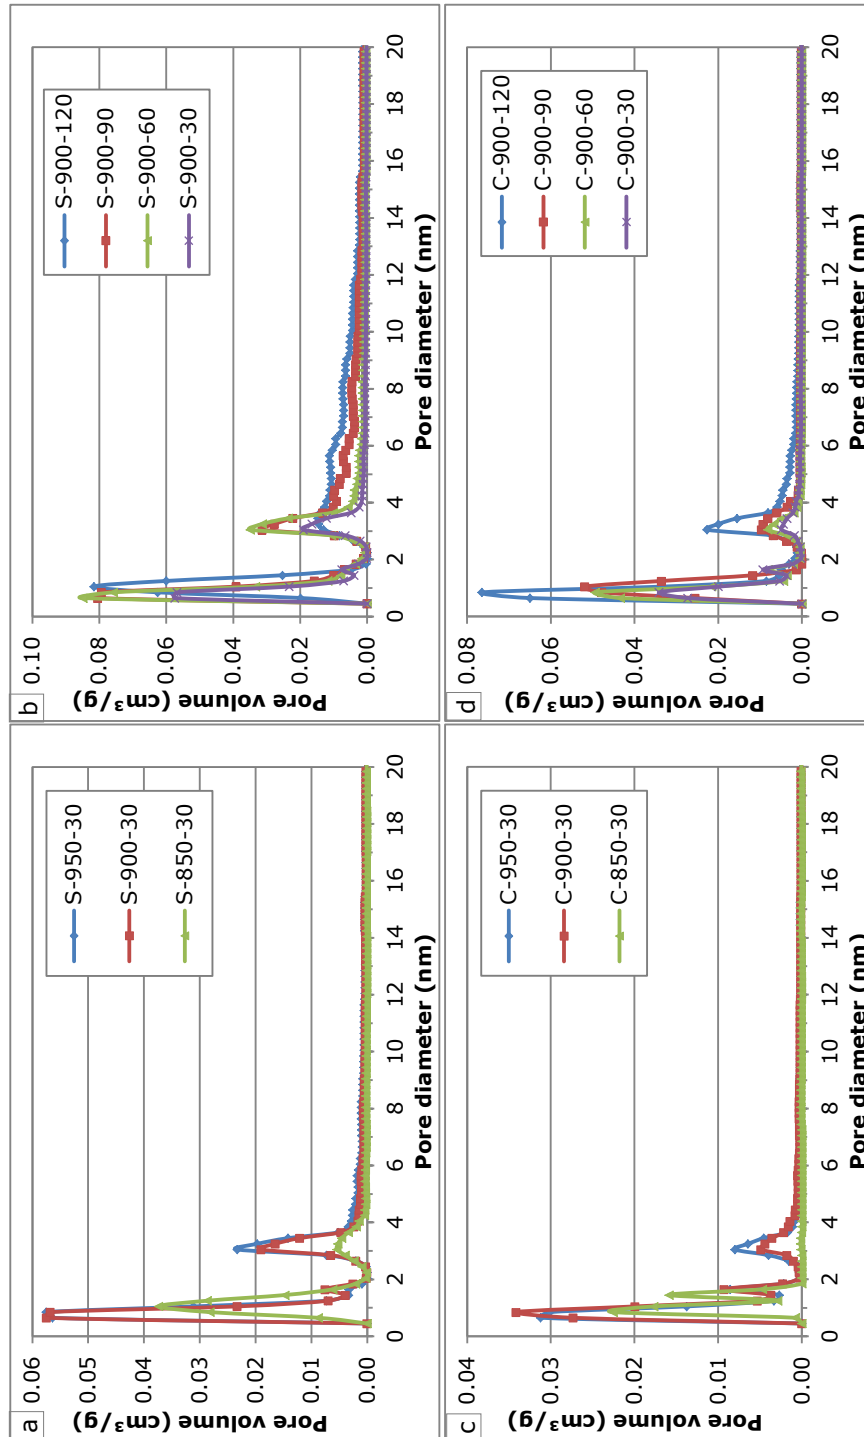 a
Pore volume (cm³/g)
0.06
0.05
0.04
0.03
0.02
0.01
0.00
0 2 4 6 8 10 12 14 16 18 20
Pore diameter (nm)
S-950-30
S-900-30
S-850-30
b
Pore volume (cm³/g)
0.10
0.08
0.06
0.04
0.02
0.00
0 2 4 6 8 10 12 14 16 18 20
Pore diameter (nm)
S-900-120
S-900-90
S-900-60
S-900-30
c
Pore volume (cm³/g)
0.04
0.03
0.02
0.01
0.00
0 2 4 6 8 10 12 14 16 18 20
Pore diameter (nm)
C-950-30
C-900-30
C-850-30
d
Pore volume (cm³/g)
0.08
0.06
0.04
0.02
0.00
0 2 4 6 8 10 12 14 16 18 20
Pore diameter (nm)
C-900-120
C-900-90
C-900-60
C-900-30